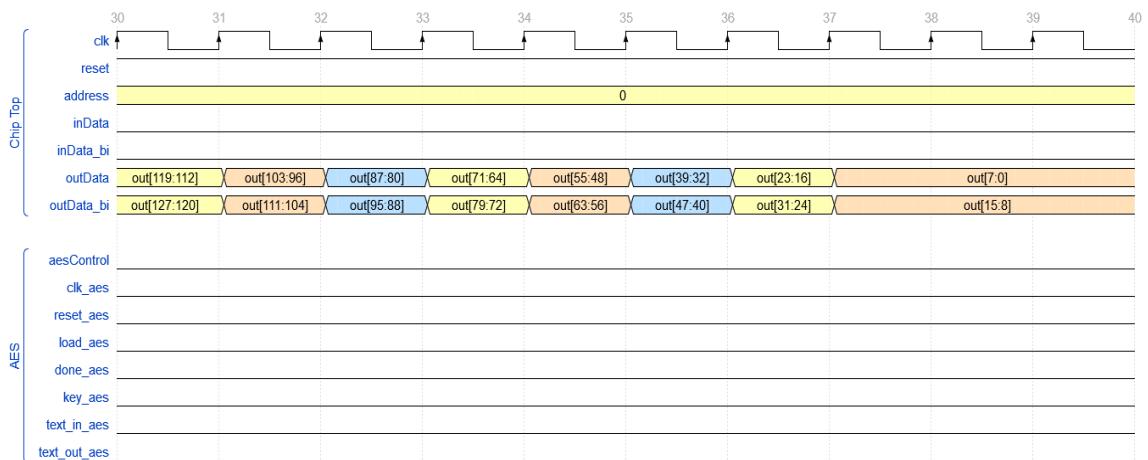 30 31 32 33 34 35 36 37 38 39 40
Chip Top
clk
reset
address 0
inData
inData_bi
outData out[119:112] out[103:96] out[87:80] out[71:64] out[55:48] out[39:32] out[23:16] out[7:0]
outData_bi out[127:120] out[111:104] out[95:88] out[79:72] out[63:56] out[47:40] out[31:24] out[15:8]
AES
aesControl
clk_aes
reset_aes
load_aes
done_aes
key_aes
text_in_aes
text_out_aes